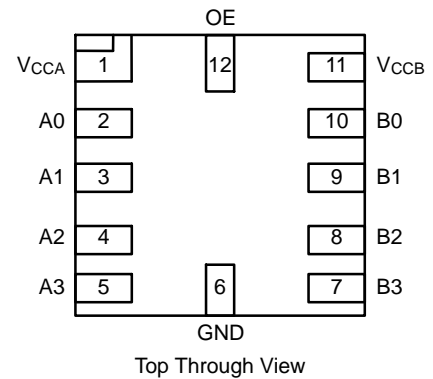 OE
VCCA 1 12 11 VCCB
A0 2 10 B0
A1 3 9 B1
A2 4 8 B2
A3 5 6 7 B3
GND
Top Through View